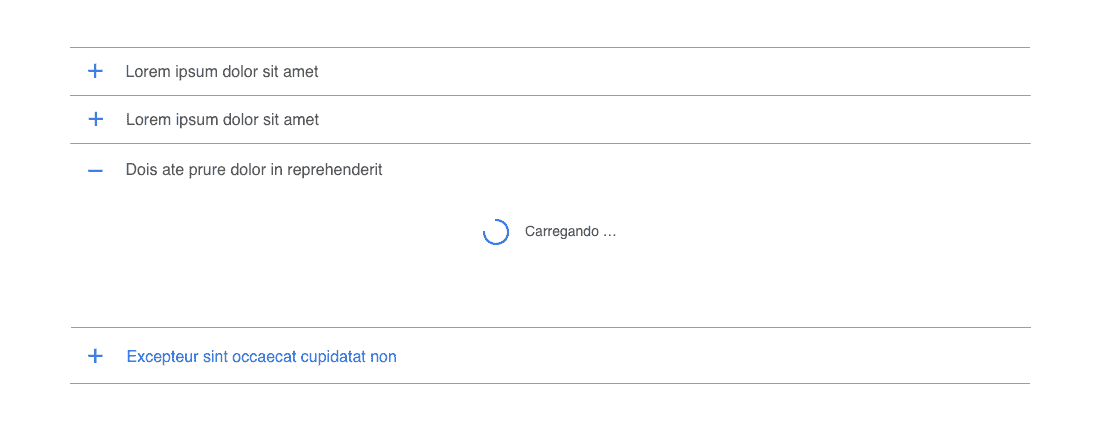 Lorem ipsum dolor sit amet
Lorem ipsum dolor sit amet
Dois ate prure dolor in reprehenderit
Carregando ...
Excepteur sint occaecat cupidatat non